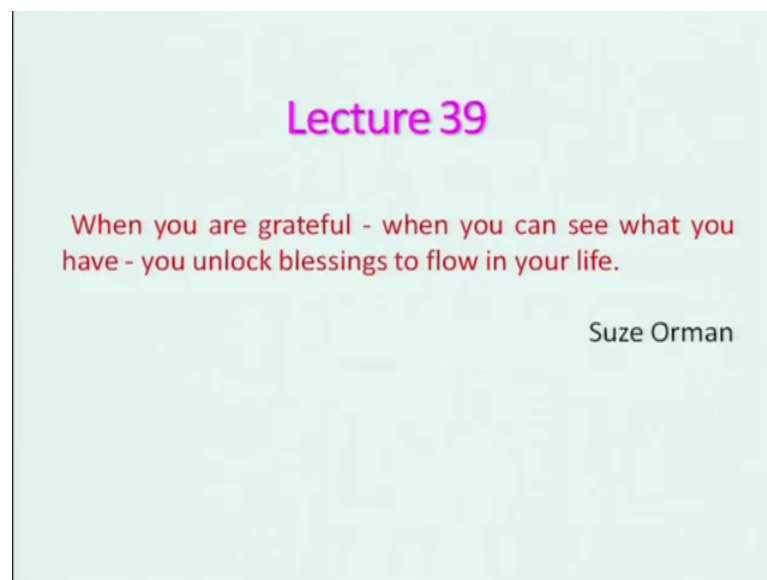 Lecture 39
When you are grateful - when you can see what you
have - you unlock blessings to flow in your life.
Suze Orman